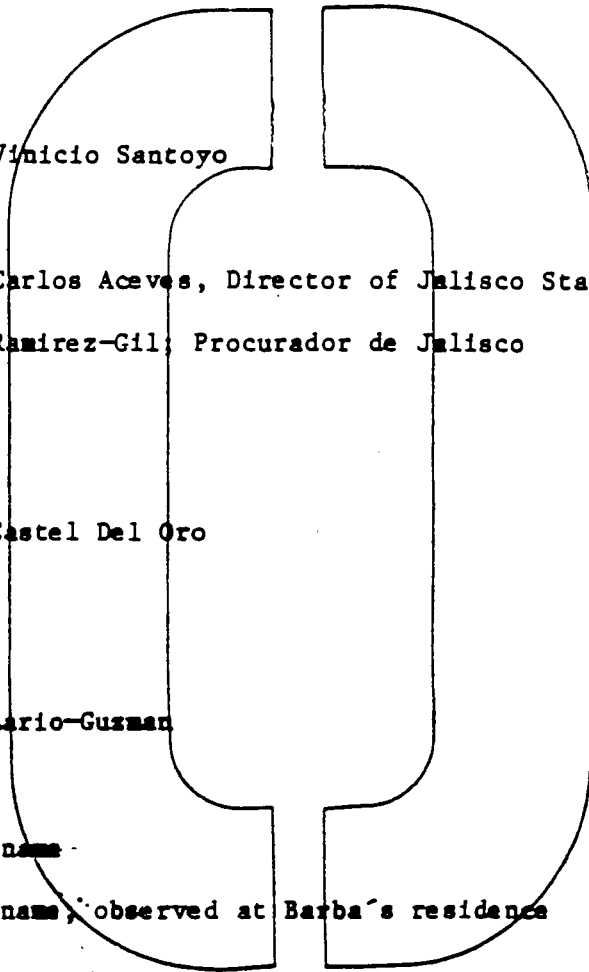 Vinicio Santoyo
Carlos Aceves, Director of Jalisco Sta
Ramirez-Gil; Procurador de Jalisco
Castel Del Oro
Lario-Guzman
name
name, observed at Barba's residence